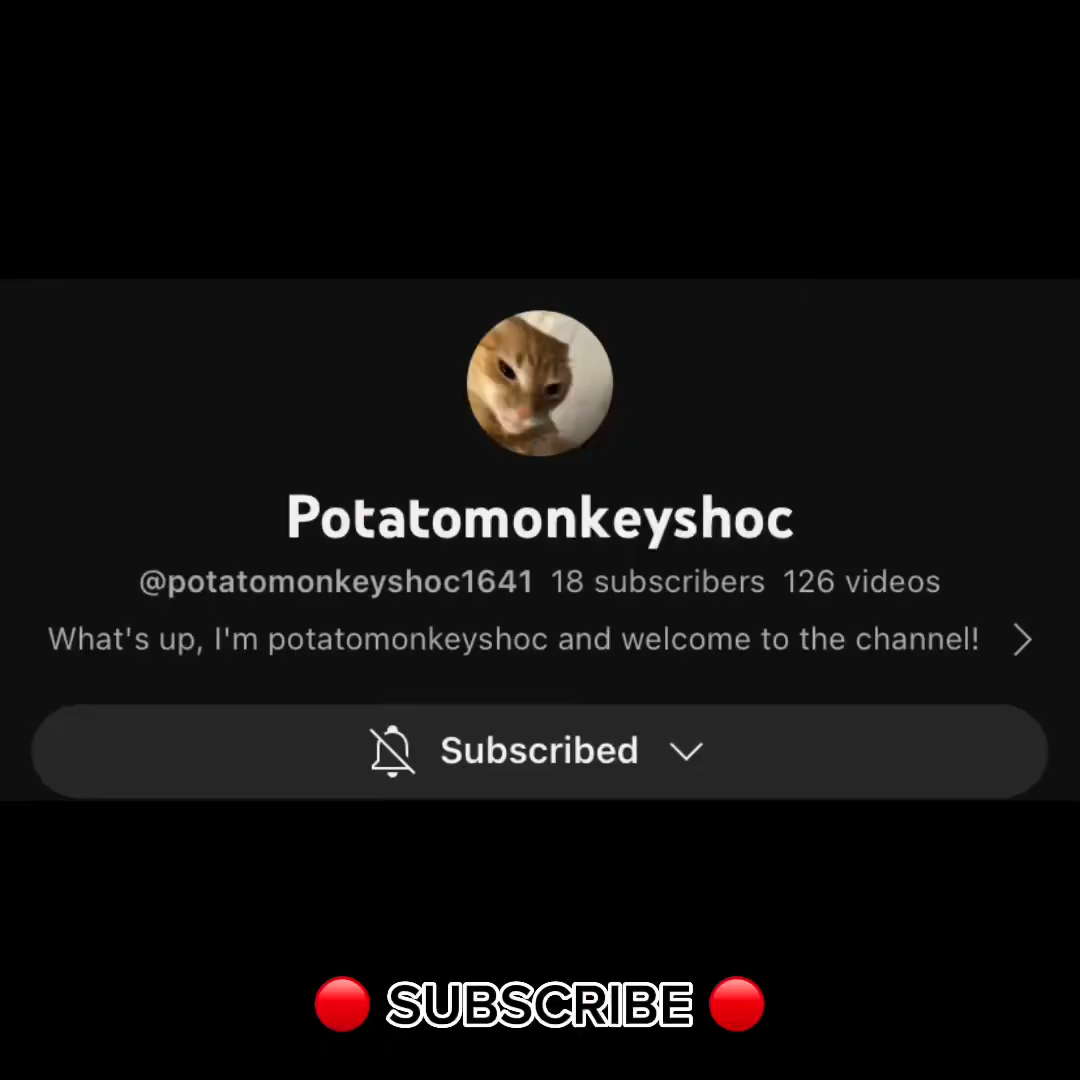 Potatomonkeyshoc
@potatomonkeyshoc1641 18 subscribers 126 videos
What's up, I'm potatomonkeyshoc and welcome to the channel!
Subscribed
🔴 SUBSCRIBE 🔴